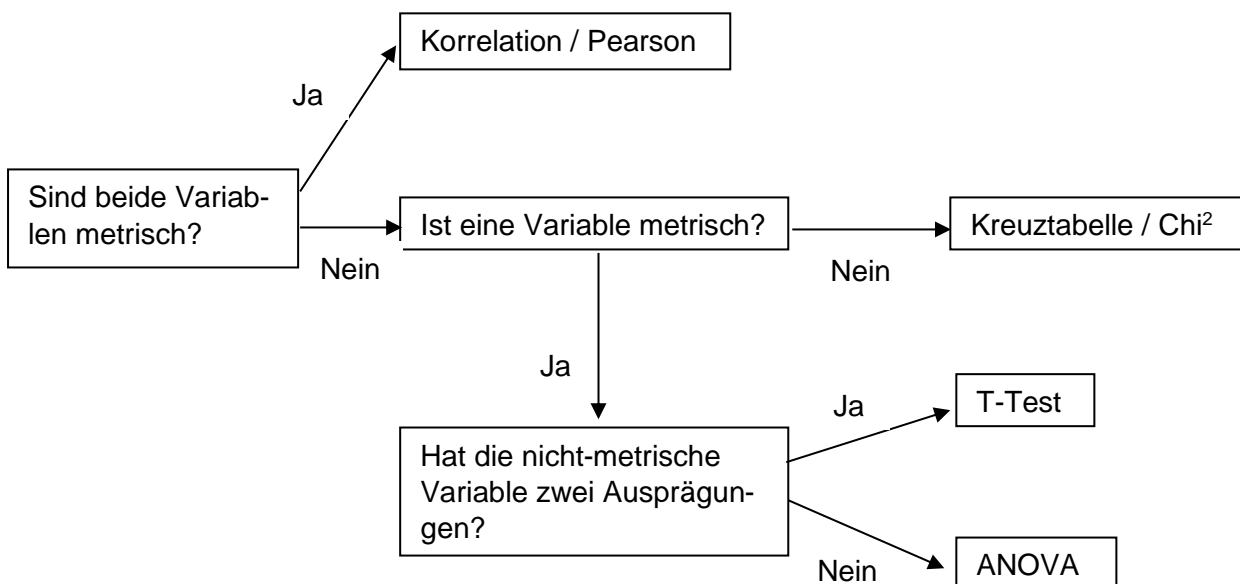 Korrelation / Pearson
Ja
Sind beide Variab-
len metrisch?
Nein
Ist eine Variable metrisch?
Nein
Kreuztabelle / Chi²
Ja
Hat die nicht-metrische
Variable zwei Ausprägun-
gen?
Ja
T-Test
Nein
ANOVA